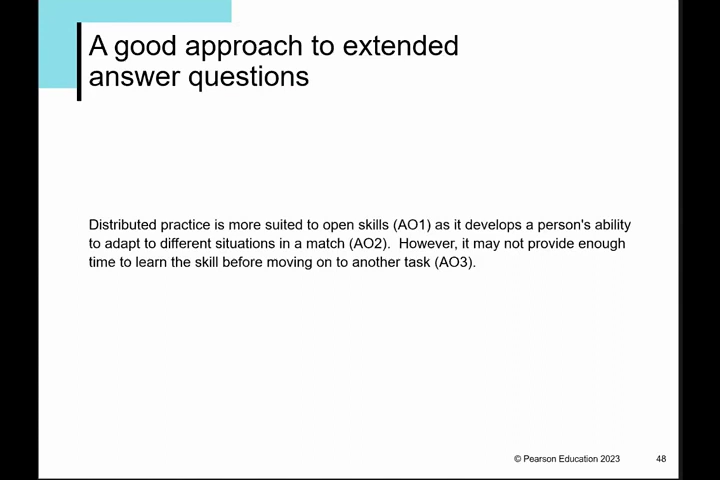 A good approach to extended
answer questions
Distributed practice is more suited to open skills (AO1) as it develops a person's ability
to adapt to different situations in a match (AO2).  However, it may not provide enough
time to learn the skill before moving on to another task (AO3).
© Pearson Education 2023
48